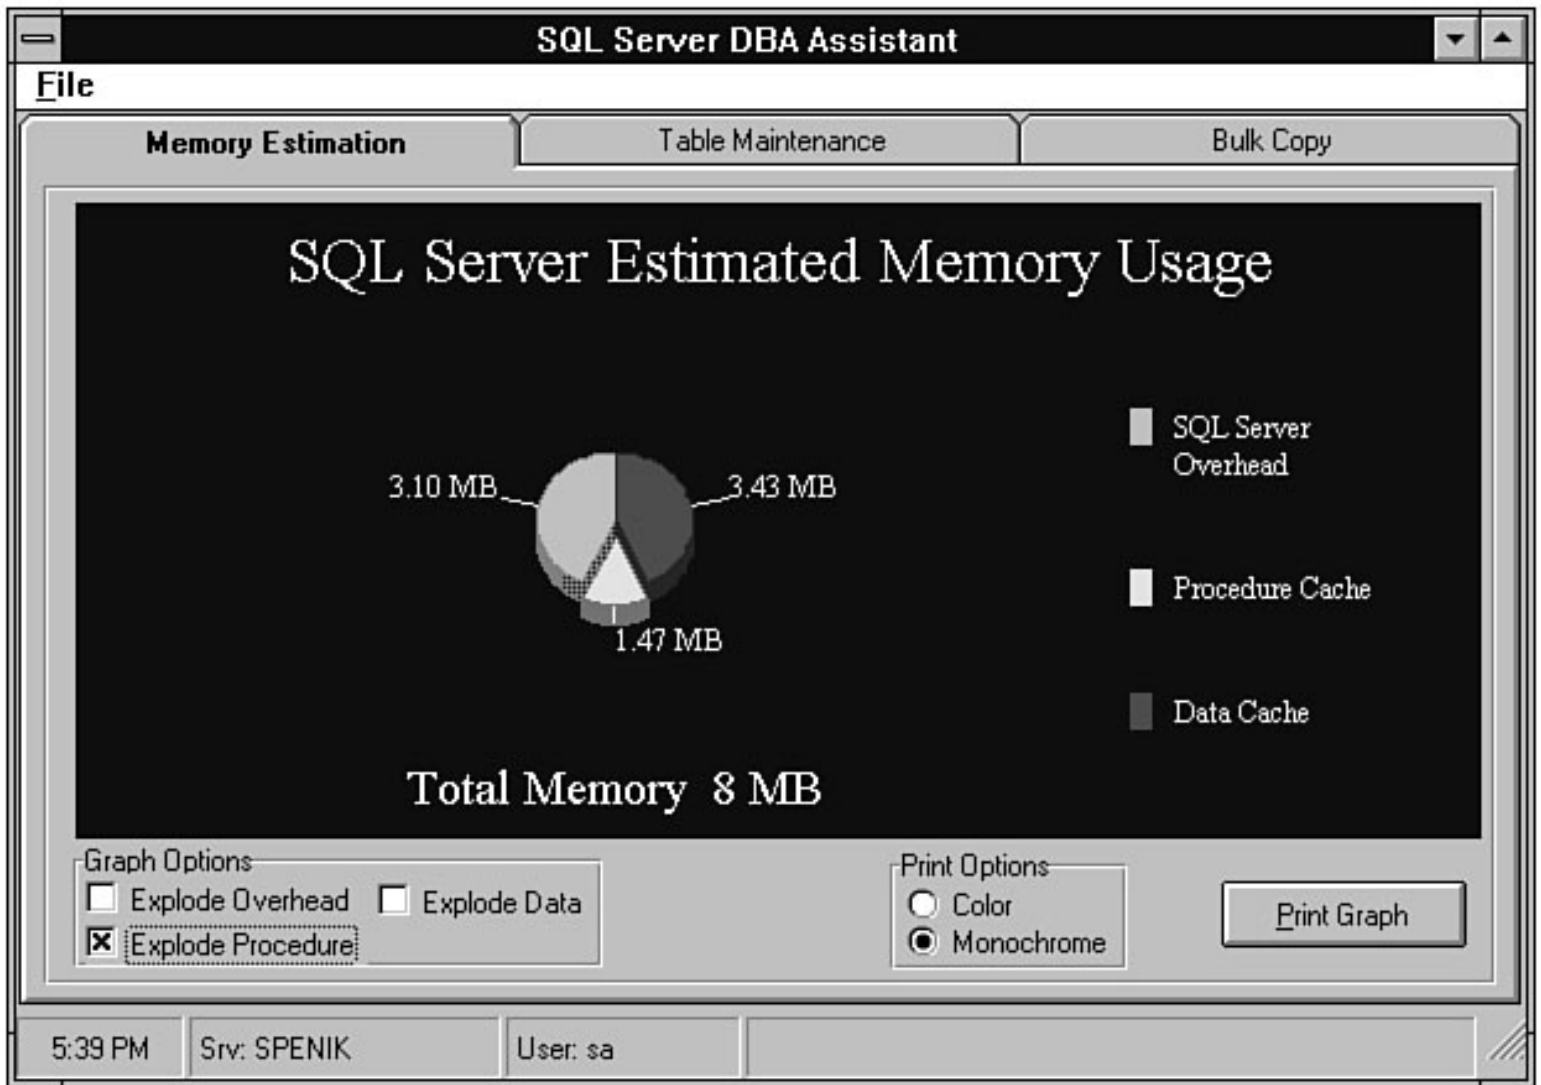 SQL Server DBA Assistant
File
Memory Estimation
Table Maintenance
Bulk Copy
SQL Server Estimated Memory Usage
3.10 MB
3.43 MB
1.47 MB
SQL Server
Overhead
Procedure Cache
Data Cache
Total Memory 8 MB
Graph Options
Explode Overhead
Explode Data
Explode Procedure
Print Options
Color
Monochrome
Print Graph
5:39 PM
Srv: SPENIK
User: sa